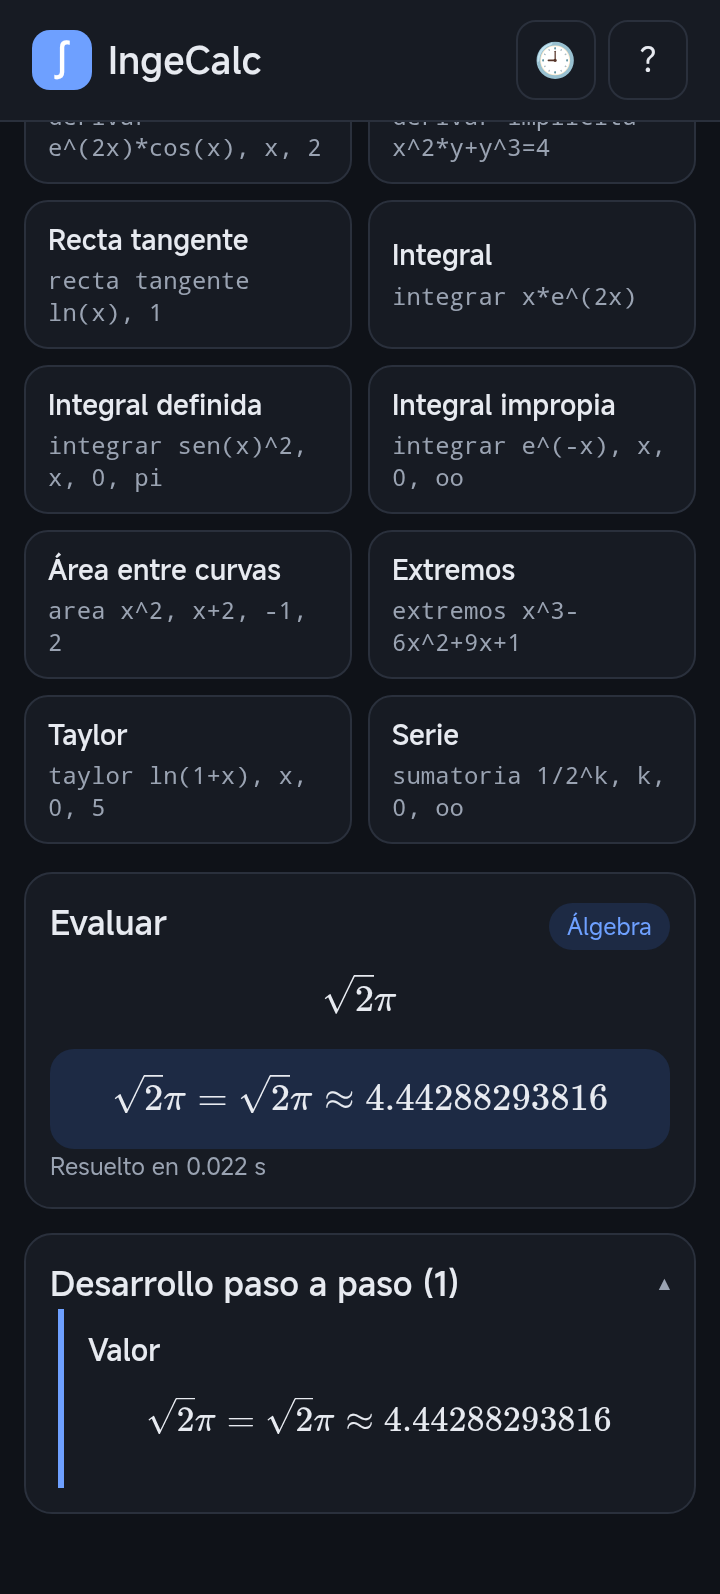 ∫ IngeCalc ?
e^(2x)*cos(x), x, 2
x^2*y+y^3=4
Recta tangente
recta tangente
ln(x), 1
Integral
integrar x*e^(2x)
Integral definida
integrar sen(x)^2,
x, 0, pi
Integral impropia
integrar e^(-x), x,
0, oo
Área entre curvas
area x^2, x+2, -1,
2
Extremos
extremos x^3-
6x^2+9x+1
Taylor
taylor ln(1+x), x,
0, 5
Serie
sumatoria 1/2^k, k,
0, oo
Evaluar
Álgebra
√2π
√2π = √2π ≈ 4.44288293816
Resuelto en 0.022 s
Desarrollo paso a paso (1) ▲
Valor
√2π = √2π ≈ 4.44288293816